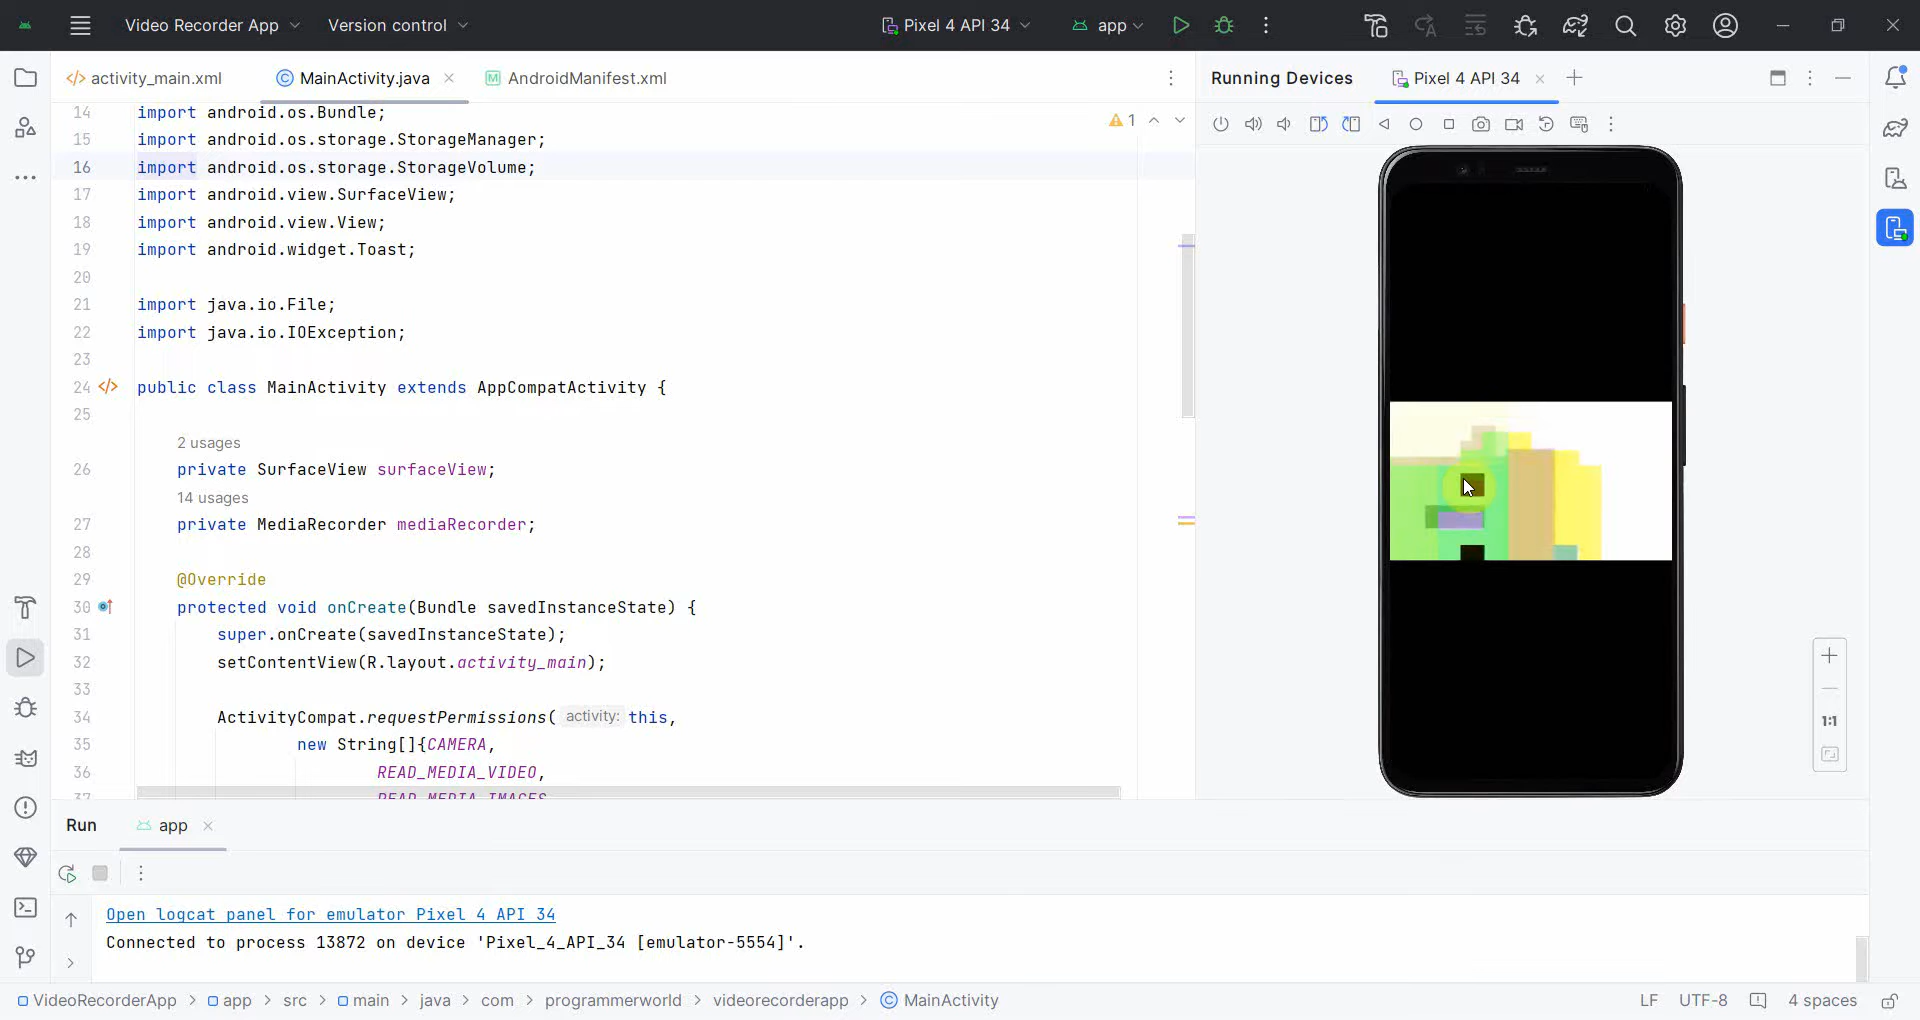 Video Recorder App Version control Pixel 4 API 34 app
activity_main.xml MainActivity.java AndroidManifest.xml
Running Devices Pixel 4 API 34
14 import android.os.Bundle;
1
15 import android.os.storage.StorageManager;
16 import android.os.storage.StorageVolume;
17 import android.view.SurfaceView;
18 import android.view.View;
19 import android.widget.Toast;
20
21 import java.io.File;
22 import java.io.IOException;
23
24 public class MainActivity extends AppCompatActivity {
25
2 usages
26 private SurfaceView surfaceView;
14 usages
27 private MediaRecorder mediaRecorder;
28
29 @Override
30 protected void onCreate(Bundle savedInstanceState) {
31 super.onCreate(savedInstanceState);
32 setContentView(R.layout.activity_main);
33
34 ActivityCompat.requestPermissions( activity: this,
35 new String[]{CAMERA,
36 READ_MEDIA_VIDEO,
37 READ_MEDIA_IMAGES
1:1
Run app
Open logcat panel for emulator Pixel 4 API 34
Connected to process 13872 on device 'Pixel_4_API_34 [emulator-5554]'.
VideoRecorderApp > app > src > main > java > com > programmerworld > videorecorderapp > MainActivity
LF UTF-8 4 spaces